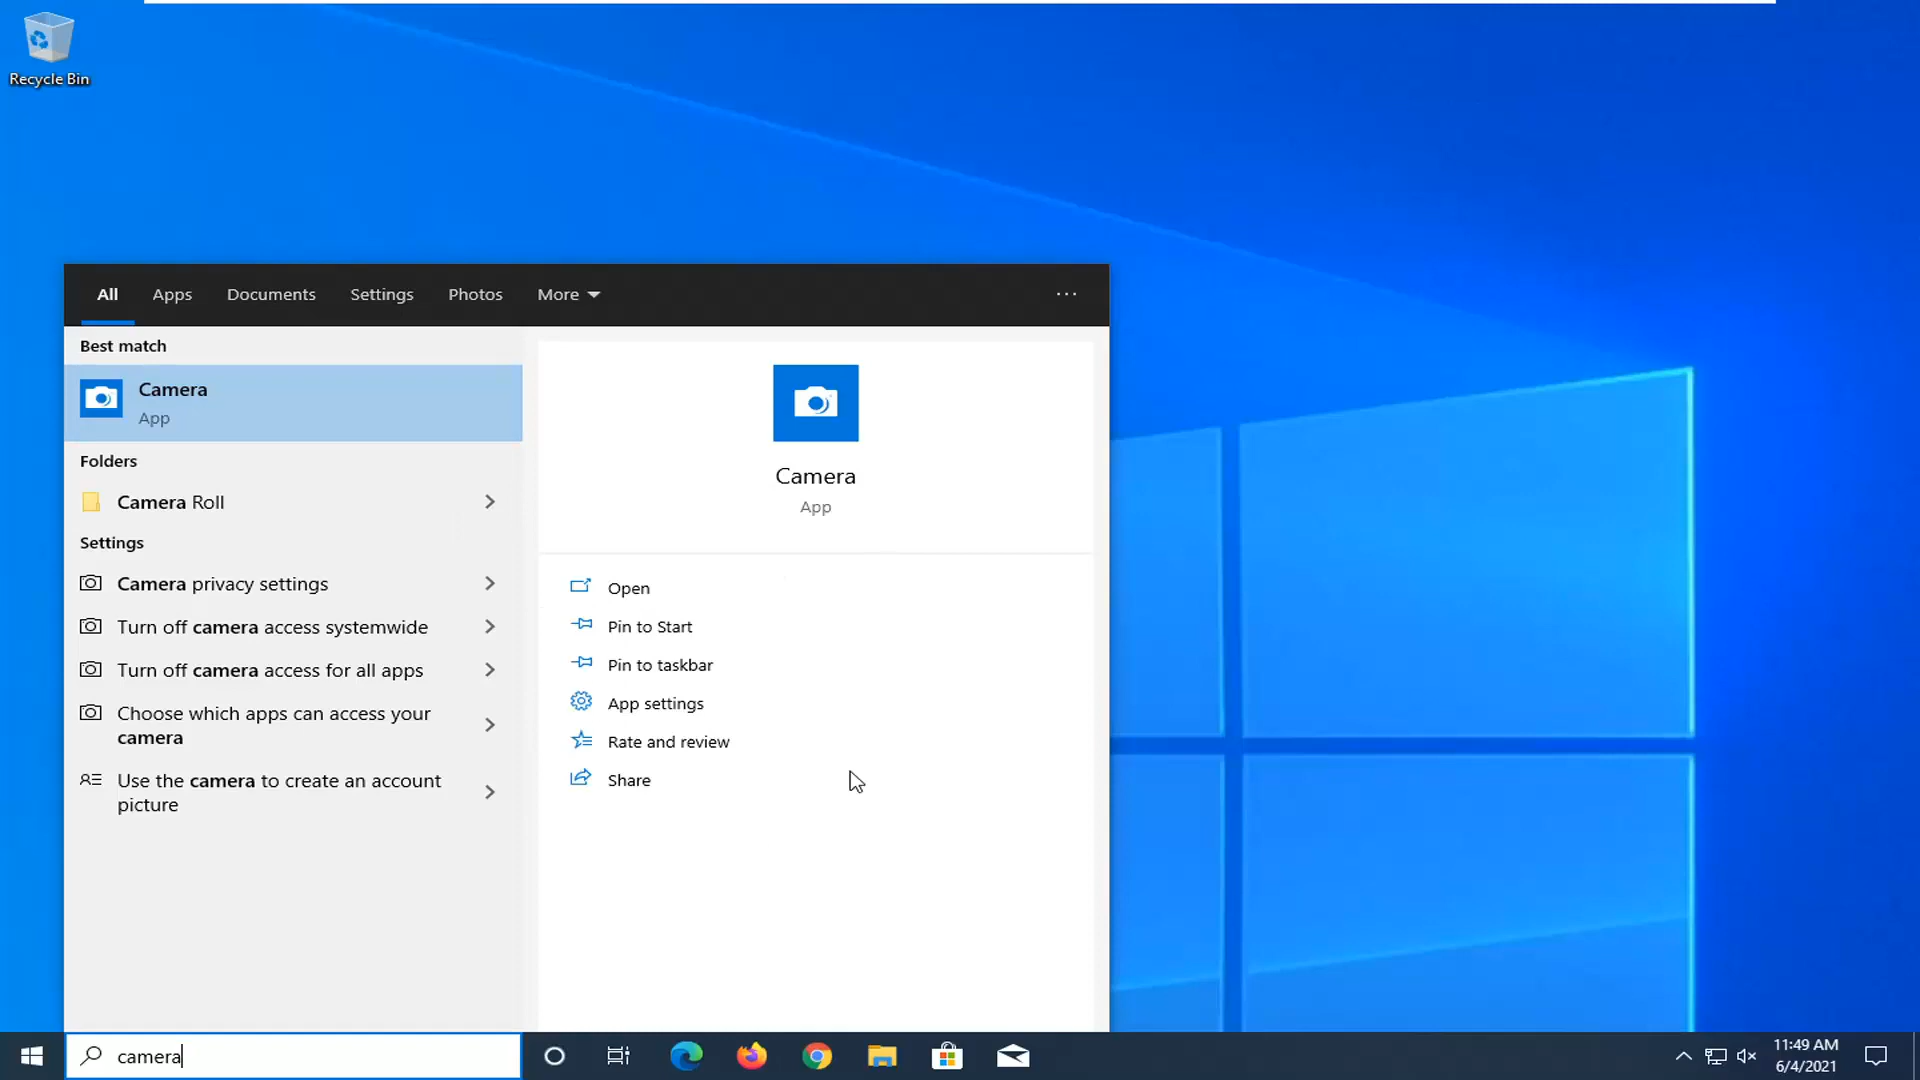 Recycle Bin
All Apps Documents Settings Photos More ···
Best match
Camera
App
Folders
Camera Roll
Settings
Camera privacy settings
Turn off camera access systemwide
Turn off camera access for all apps
Choose which apps can access your
camera
Use the camera to create an account
picture
Camera
App
Open
Pin to Start
Pin to taskbar
App settings
Rate and review
Share
camera
11:49 AM
6/4/2021